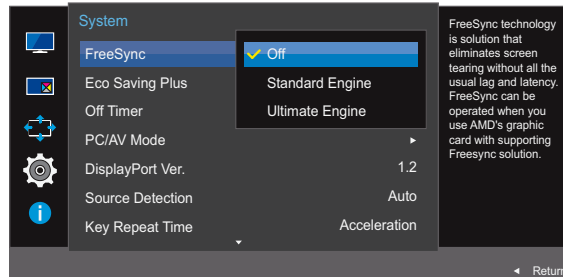 System
FreeSync
Off
Eco Saving Plus
Standard Engine
Off Timer
Ultimate Engine
PC/AV Mode
DisplayPort Ver.
1.2
Source Detection
Auto
Key Repeat Time
Acceleration
FreeSync technology
is solution that
eliminates screen
tearing without all the
usual lag and latency.
FreeSync can be
operated when you
use AMD's graphic
card with supporting
Freesync solution.
Return